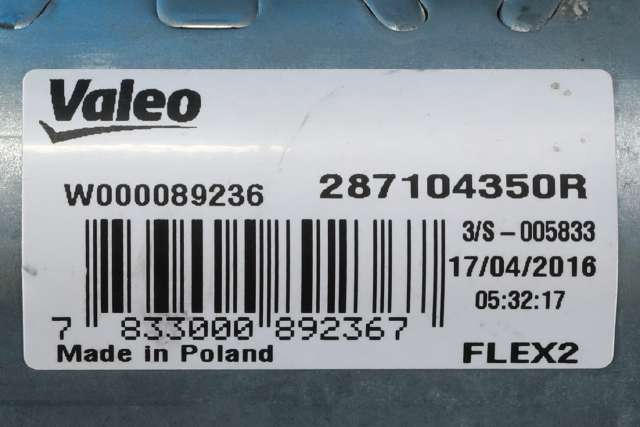 Valeo
W000089236 287104350R
3/S - 005833
17/04/2016
05:32:17
7 833000 892367
Made in Poland FLEX2